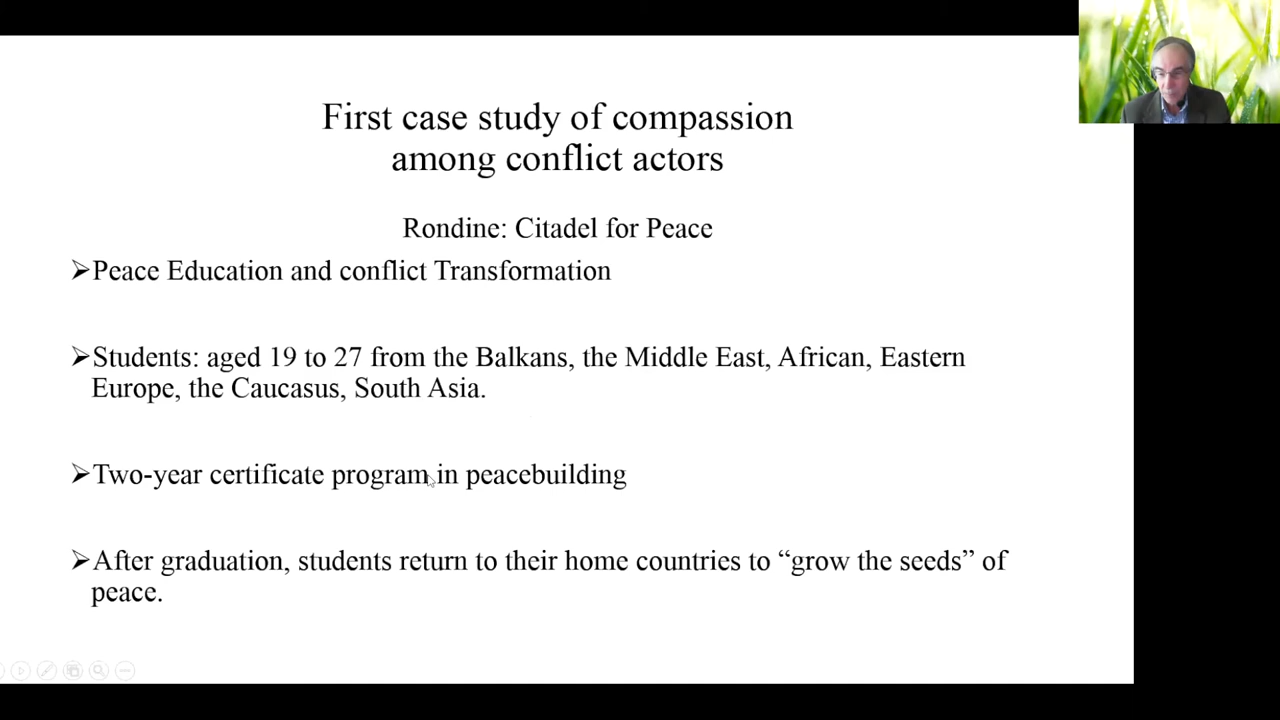 First case study of compassion
among conflict actors
Rondine: Citadel for Peace
➢Peace Education and conflict Transformation
➢Students: aged 19 to 27 from the Balkans, the Middle East, African, Eastern
Europe, the Caucasus, South Asia.
➢Two-year certificate program in peacebuilding
➢After graduation, students return to their home countries to “grow the seeds” of
peace.